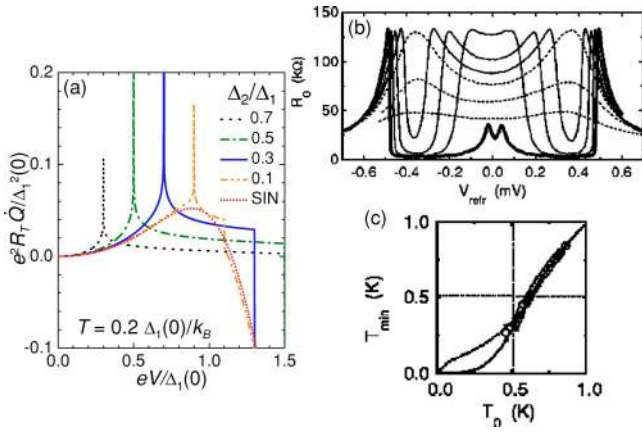 (a)
0.2
0.1
0.0
-0.1
e²R_T Q̇/Δ₁²(0)
Δ₂/Δ₁
0.7
0.5
0.3
0.1
SIN
T = 0.2 Δ₁(0)/k_B
0.0 0.5 1.0 1.5
eV/Δ₁(0)
(b)
150
100
50
0
R₀ (kΩ)
-0.6 -0.4 -0.2 0.0 0.2 0.4 0.6
V_refr (mV)
(c)
1.0
0.5
0.0
T_min (K)
0.0 0.5 1.0
T₀ (K)